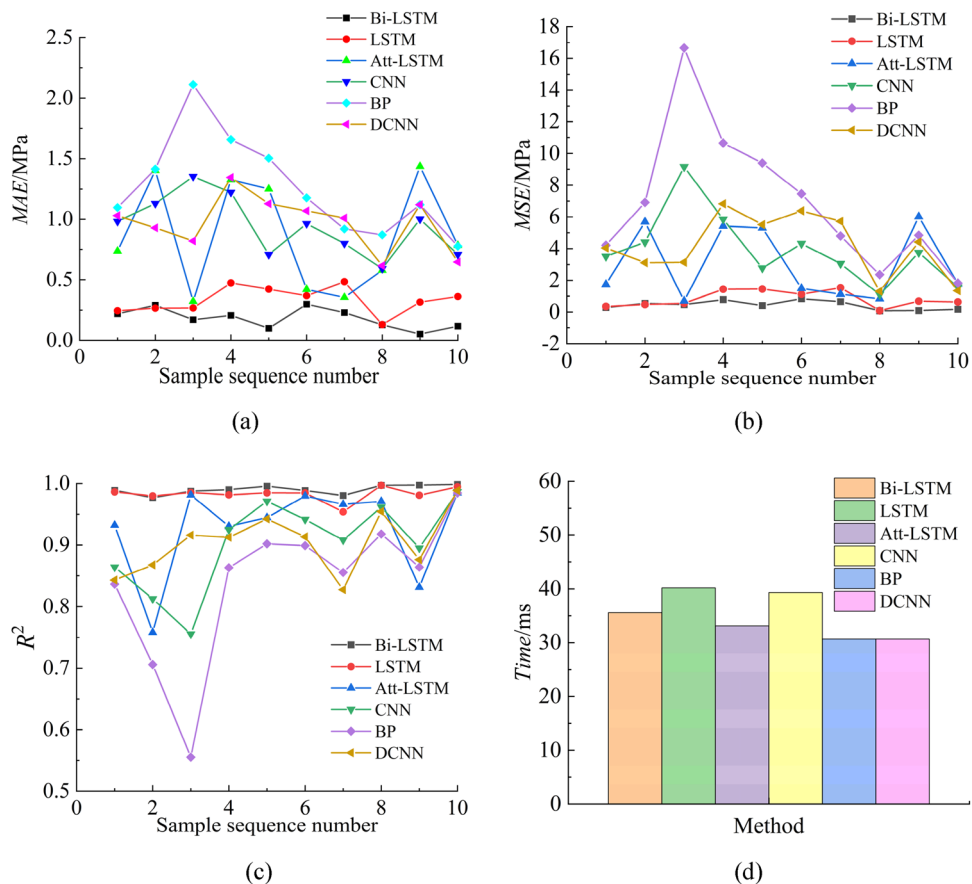 Bi-LSTM
LSTM
Att-LSTM
CNN
BP
DCNN
2.5
2.0
1.5
1.0
0.5
0.0
MAE/MPa
0 2 4 6 8 10
Sample sequence number
(a)
Bi-LSTM
LSTM
Att-LSTM
CNN
BP
DCNN
18
16
14
12
10
8
6
4
2
0
-2
MSE/MPa
0 2 4 6 8 10
Sample sequence number
(b)
1.0
0.9
0.8
0.7
0.6
0.5
R²
Bi-LSTM
LSTM
Att-LSTM
CNN
BP
DCNN
0 2 4 6 8 10
Sample sequence number
(c)
60
50
40
30
20
10
0
Time/ms
Bi-LSTM
LSTM
Att-LSTM
CNN
BP
DCNN
Method
(d)